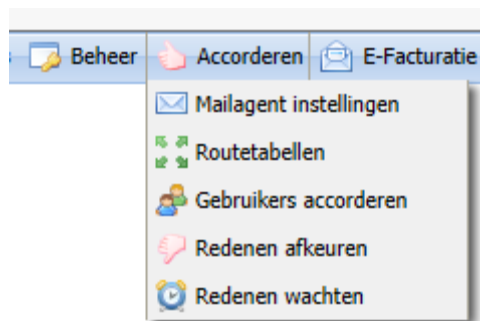 Beheer Accorderen E-Facturatie
Mailagent instellingen
Routetabellen
Gebruikers accorderen
Redenen afkeuren
Redenen wachten